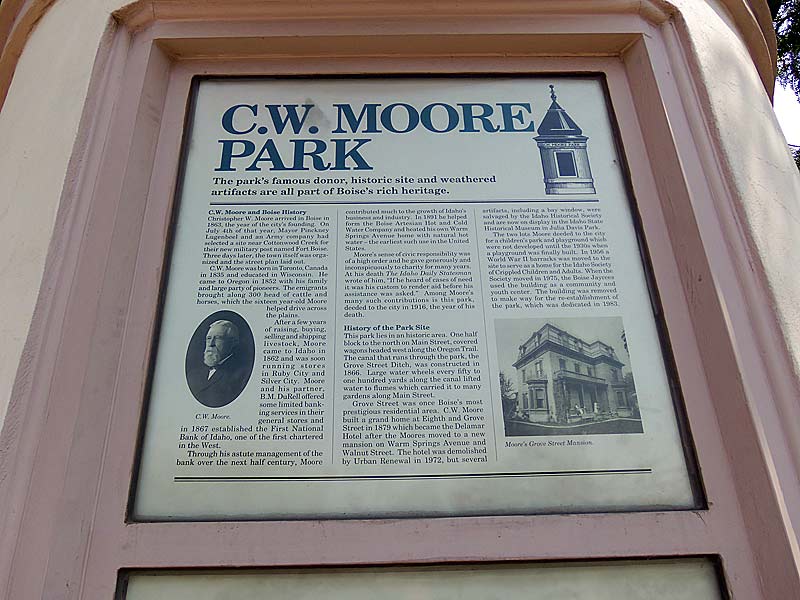 C.W. MOORE
PARK
C.W. MOORE PARK
The park's famous donor, historic site and weathered
artifacts are all part of Boise's rich heritage.
C.W. Moore and Boise History
Christopher W. Moore arrived in Boise in
1863, the year of the city's founding. On
July 4th of that year, Mayor Pinckney
Lugenbeel and an Army company had
selected a site near Cottonwood Creek for
their new military post named Fort Boise.
Three days later, the town itself was orga-
nized and the street plan laid out.
C.W. Moore was born in Toronto, Canada
in 1835 and educated in Wisconsin. He
came to Oregon in 1852 with his family
and large party of pioneers. The emigrants
brought along 300 head of cattle and
horses, which the sixteen year-old Moore
helped drive across
the plains.
After a few years
of raising, buying,
selling and shipping
livestock, Moore
came to Idaho in
1862 and was soon
running stores in
Ruby City and
Silver City. Moore
and his partner,
B.M. DuRell offered
some limited bank-
ing services in their
general stores and
C.W. Moore.
in 1867 established the First National
Bank of Idaho, one of the first chartered
in the West.
Through his astute management of the
bank over the next half century, Moore
contributed much to the growth of Idaho's
business and industry. In 1891 he helped
form the Boise Artesian Hot and Cold
Water Company and heated his own Warm
Springs Avenue home with natural hot
water – the earliest such use in the United
States.
Moore's sense of civic responsibility was
of a high order and he gave generously and
inconspicuously to charity for many years.
At his death The Idaho Daily Statesman
wrote of him, "If he heard of cases of need
it was his custom to render aid before his
assistance was asked." Among Moore's
many such contributions is this park,
deeded to the city in 1916, the year of his
death.
History of the Park Site
This park lies in an historic area. One half
block to the north on Main Street, covered
wagons headed west along the Oregon Trail.
The canal that runs through the park, the
Grove Street Ditch, was constructed in
1866. Large water wheels every fifty to
one hundred yards along the canal lifted
water to flumes which carried it to many
gardens along Main Street.
Grove Street was once Boise's most
prestigious residential area. C.W. Moore
built a grand home at Eighth and Grove
Street in 1879 which became the Delamar
Hotel after the Moores moved to a new
mansion on Warm Springs Avenue and
Walnut Street. The hotel was demolished
by Urban Renewal in 1972, but several
artifacts, including a bay window, were
salvaged by the Idaho Historical Society
and are now on display in the Idaho State
Historical Museum in Julia Davis Park.
The two lots Moore deeded to the city
for a children's park and playground which
were not developed until the 1930s when
a playground was finally built. In 1956 a
World War II barracks was moved to the
site to serve as a home for the Idaho Society
of Crippled Children and Adults. When the
Society moved in 1975, the Boise Jaycees
used the building as a community and
youth center. The building was removed
to make way for the re-establishment of
the park, which was dedicated in 1983.
Moore's Grove Street Mansion.